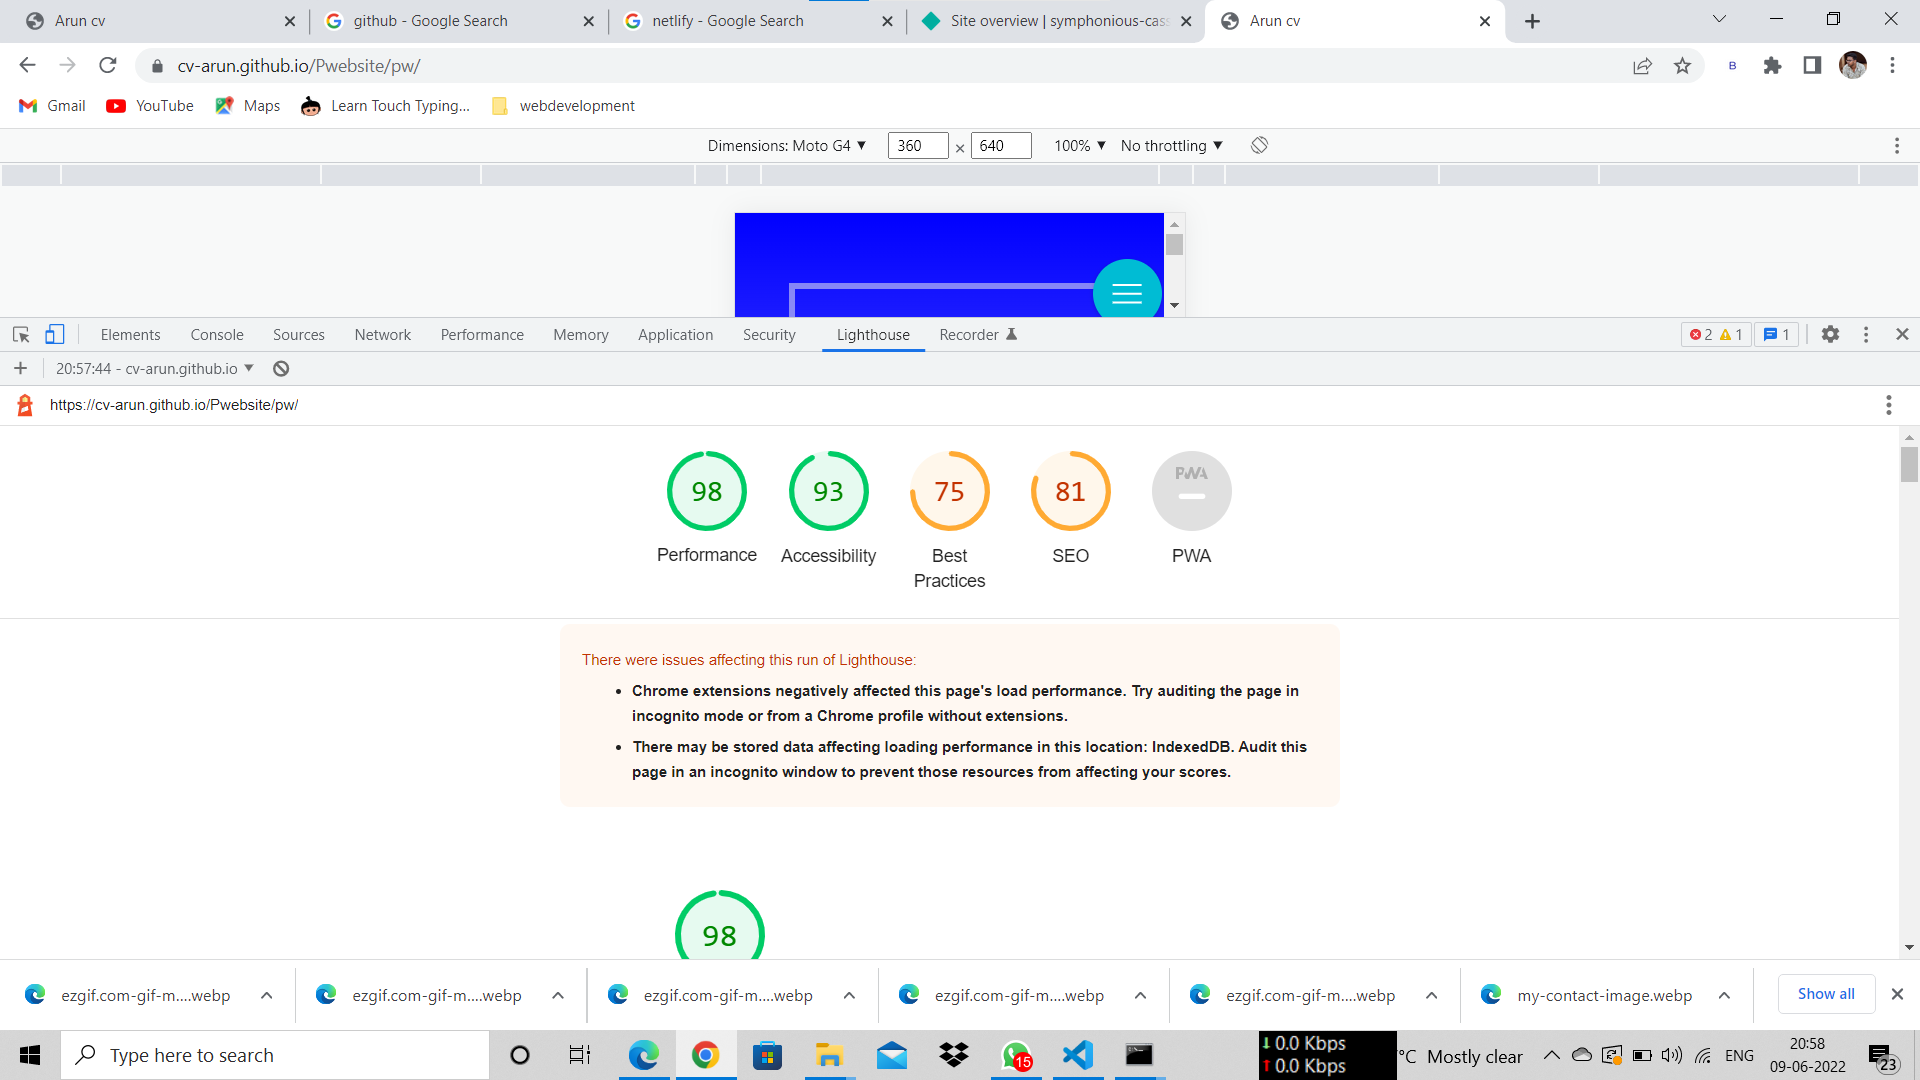 Arun cv
github - Google Search
netlify - Google Search
Site overview | symphonious-cas
Arun cv
cv-arun.github.io/Pwebsite/pw/
B
Gmail
YouTube
Maps
Learn Touch Typing...
webdevelopment
Dimensions: Moto G4 ▼ 360 × 640 100% ▼ No throttling ▼
Elements Console Sources Network Performance Memory Application Security Lighthouse Recorder 2 1 1
20:57:44 - cv-arun.github.io
https://cv-arun.github.io/Pwebsite/pw/
98 93 75 81 PWA
Performance Accessibility Best Practices SEO PWA
There were issues affecting this run of Lighthouse:
• Chrome extensions negatively affected this page's load performance. Try auditing the page in
incognito mode or from a Chrome profile without extensions.
• There may be stored data affecting loading performance in this location: IndexedDB. Audit this
page in an incognito window to prevent those resources from affecting your scores.
98
ezgif.com-gif-m....webp
ezgif.com-gif-m....webp
ezgif.com-gif-m....webp
ezgif.com-gif-m....webp
ezgif.com-gif-m....webp
my-contact-image.webp
Show all
Type here to search
15
0.0 Kbps
0.0 Kbps
°C Mostly clear
ENG
20:58
09-06-2022
23